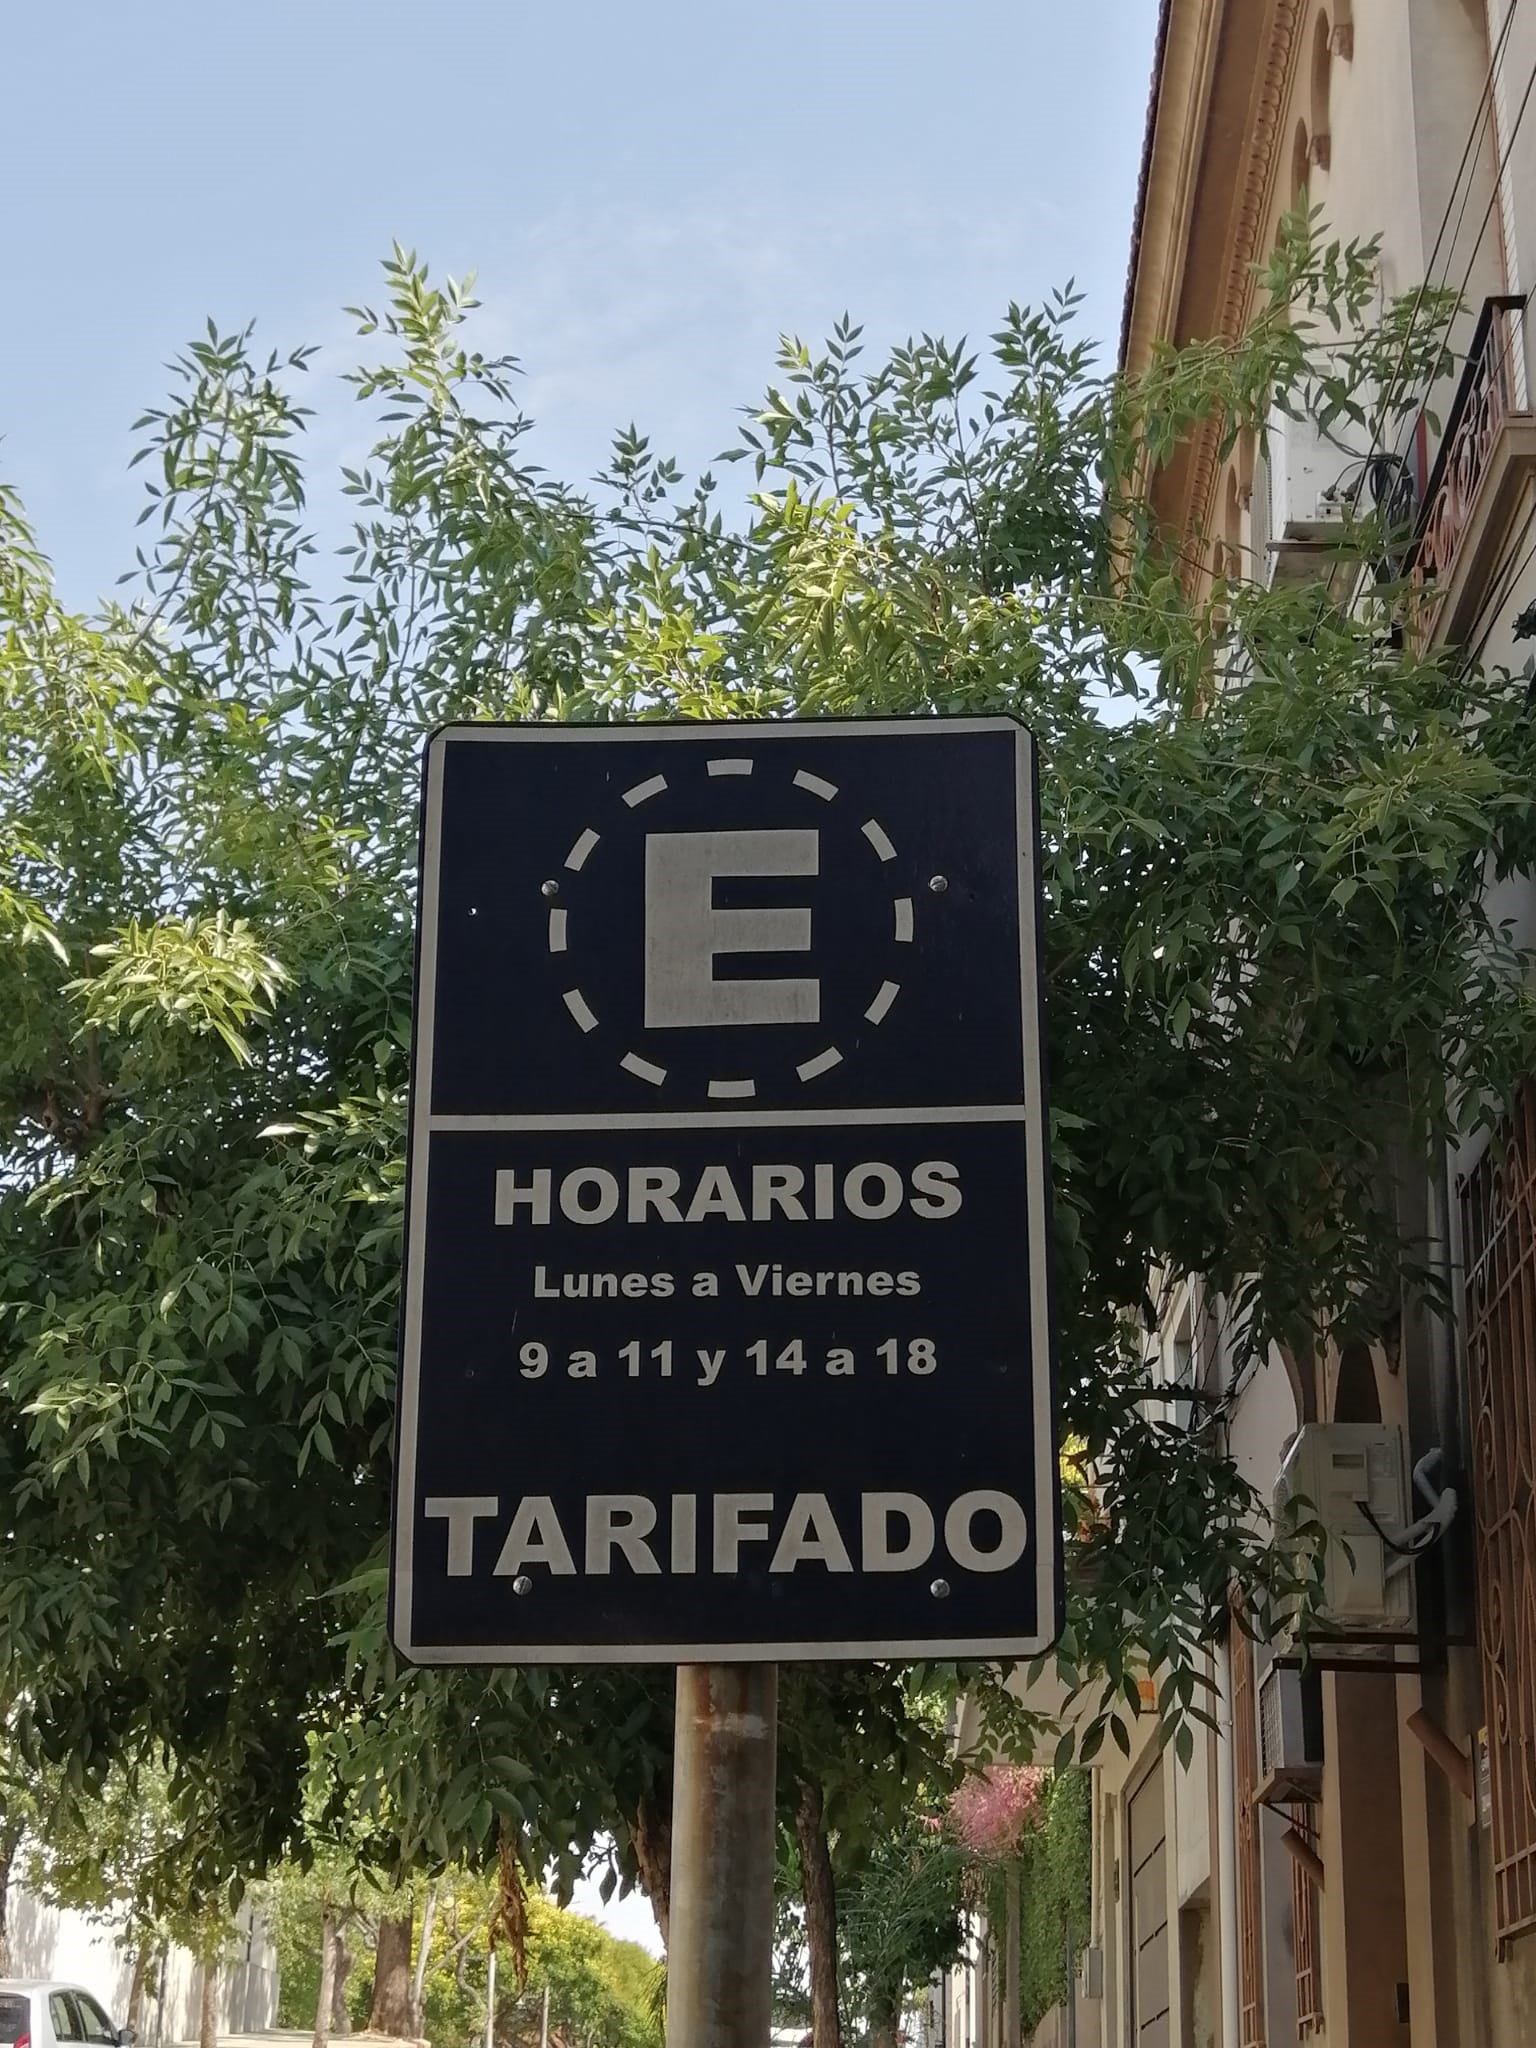 E
HORARIOS
Lunes a Viernes
9 a 11 y 14 a 18
TARIFADO